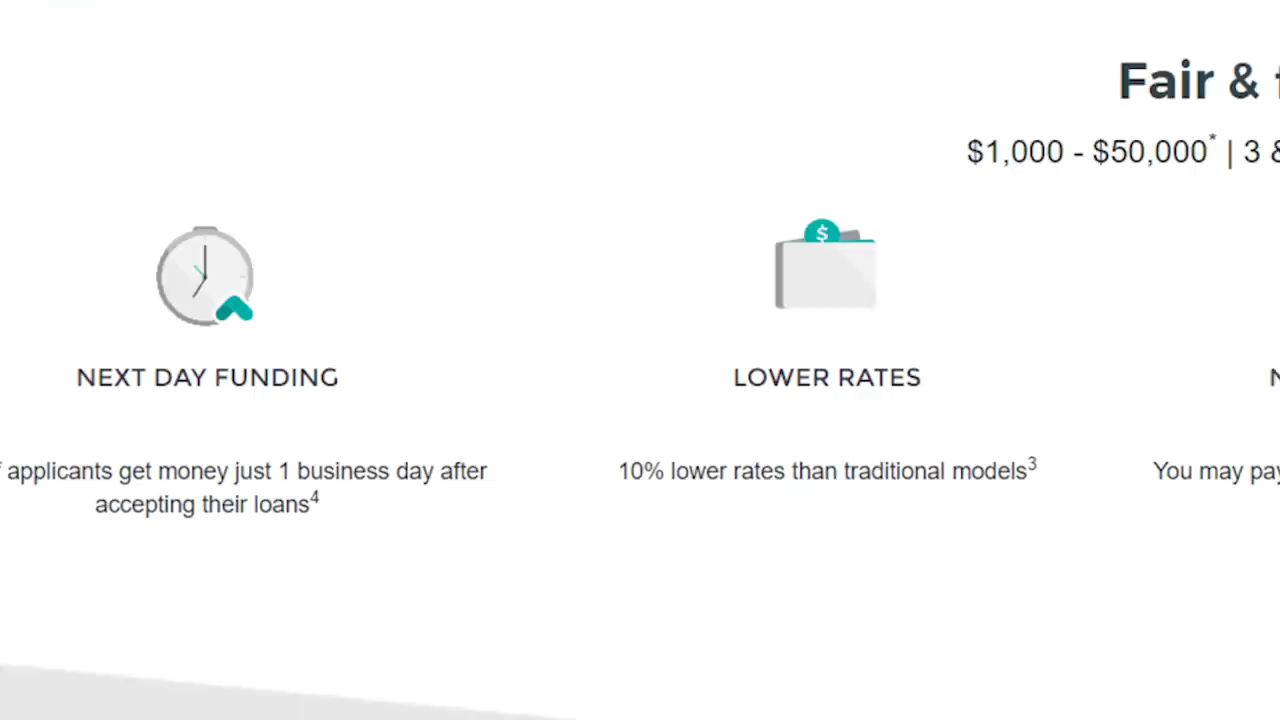 Fair &
$1,000 - $50,000* | 3 &
$
NEXT DAY FUNDING
LOWER RATES
applicants get money just 1 business day after
accepting their loans4
10% lower rates than traditional models3
You may pay